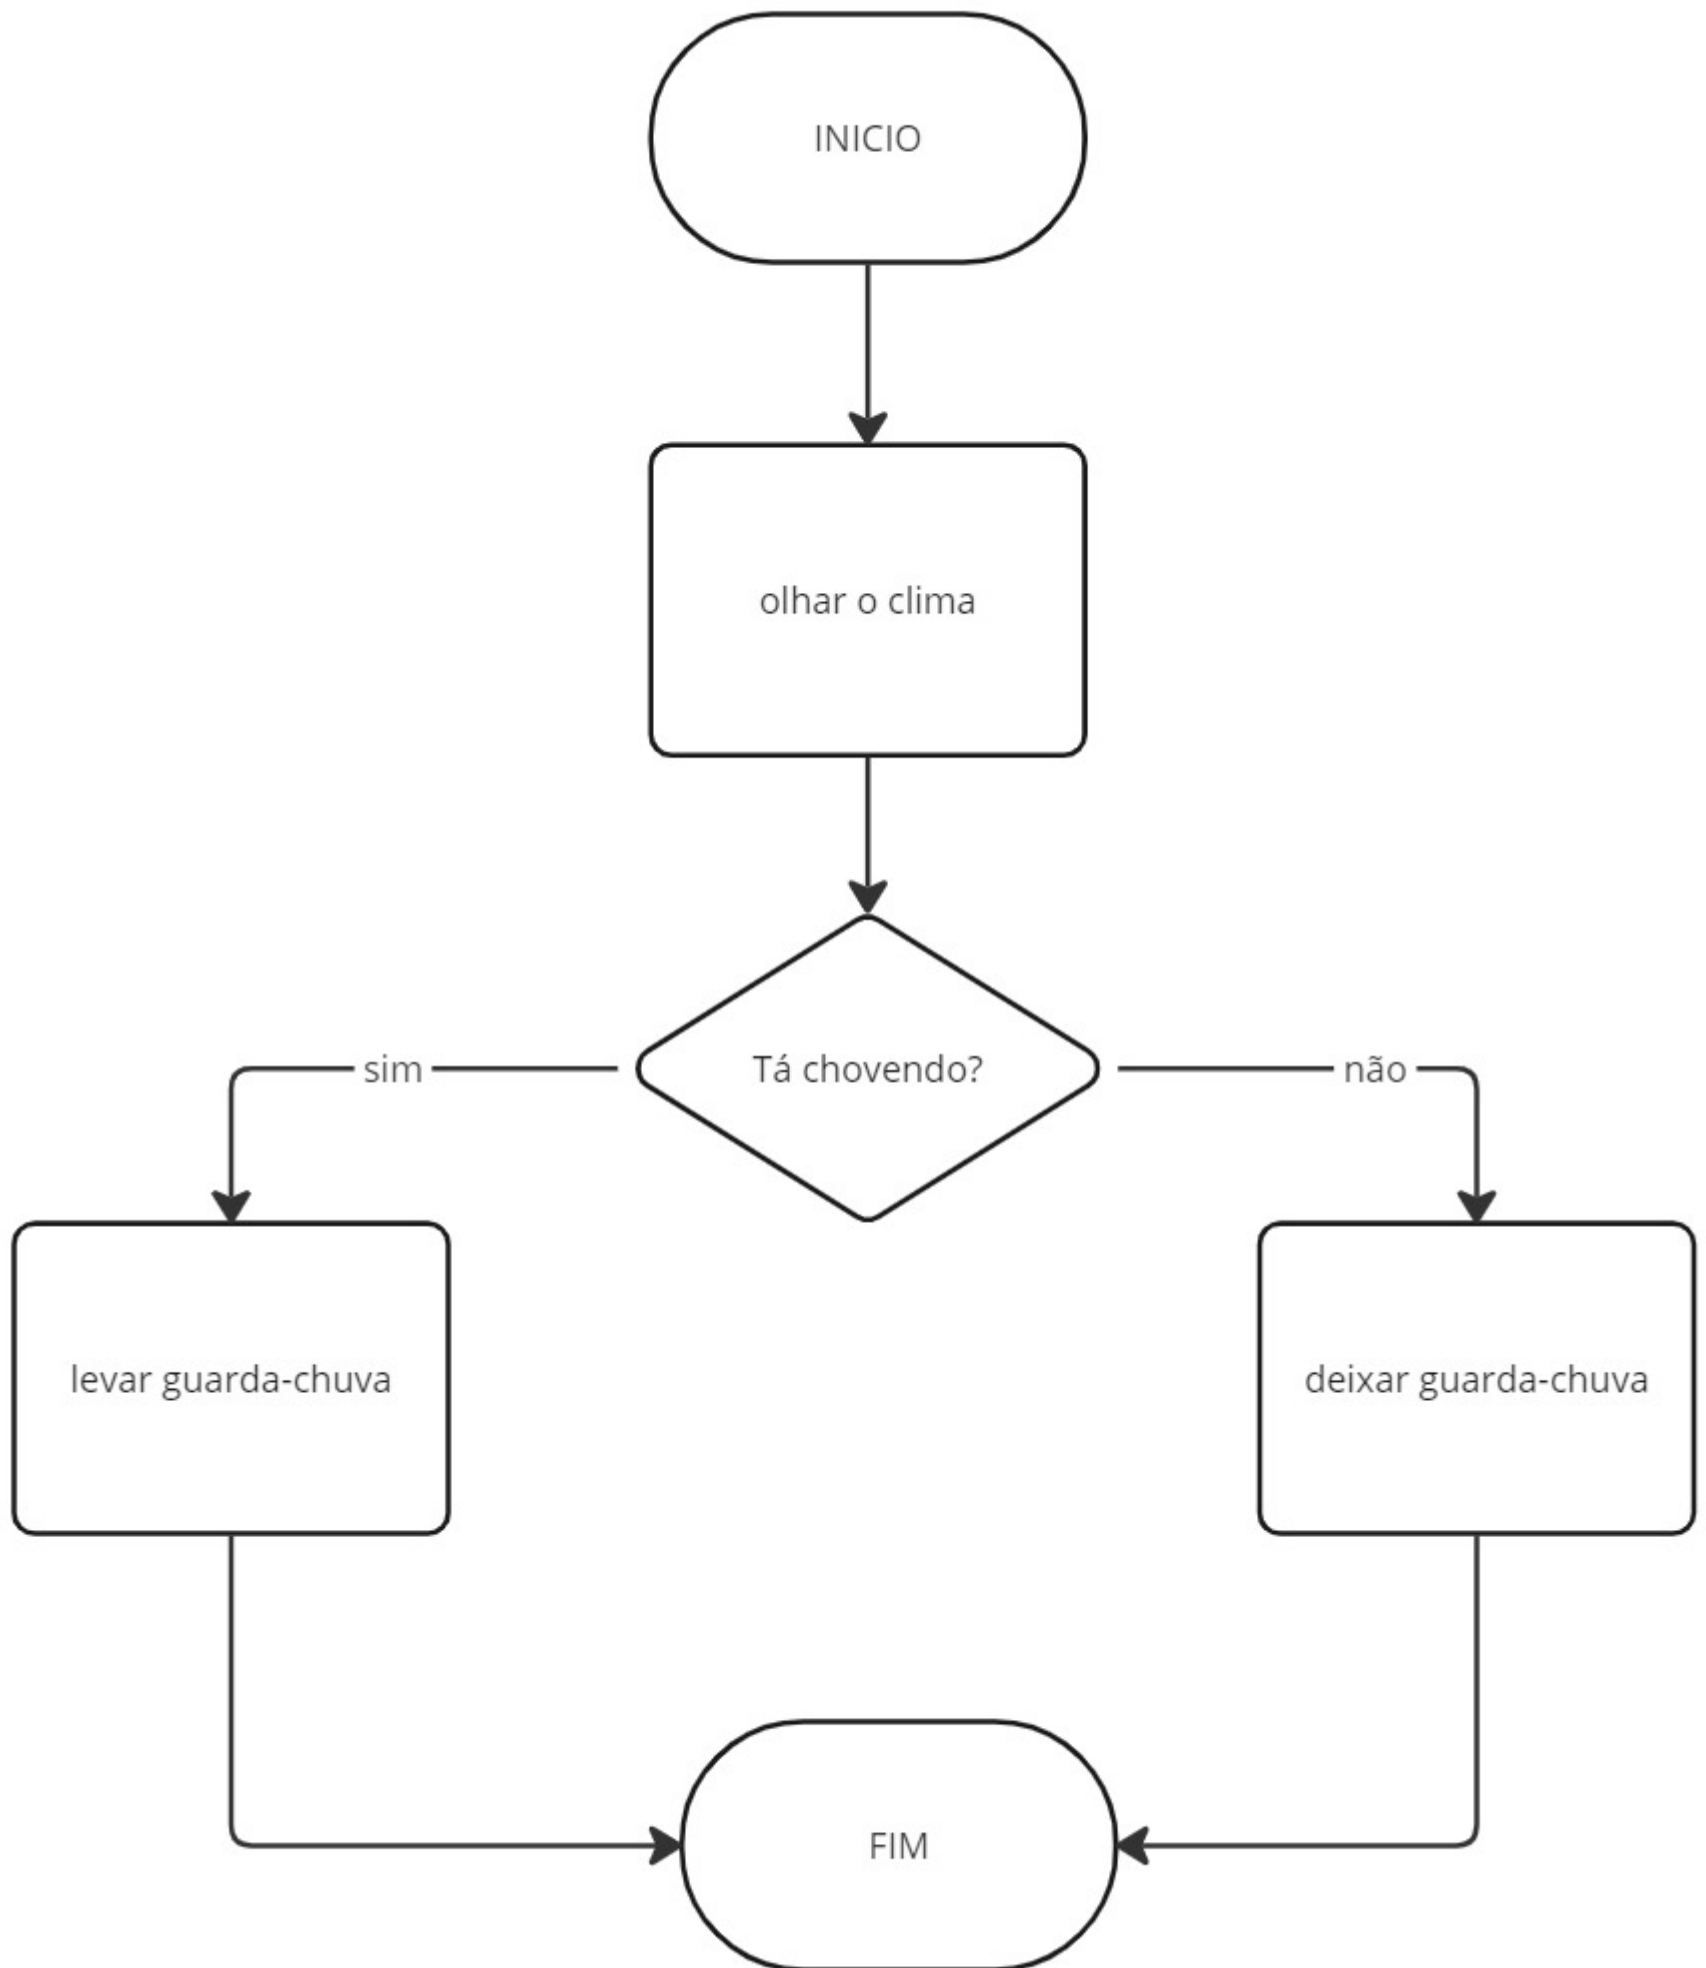 INICIO
olhar o clima
Tá chovendo?
sim
não
levar guarda-chuva
deixar guarda-chuva
FIM